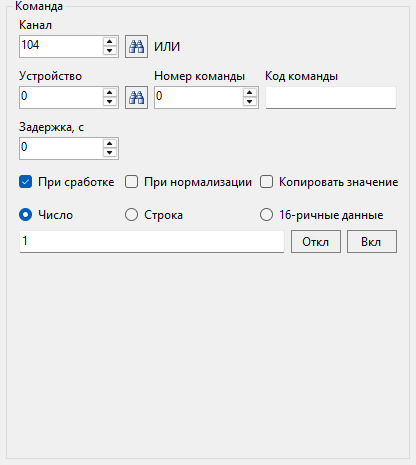 Команда
Канал
104 ИЛИ
Устройство Номер команды Код команды
0 0
Задержка, с
0
При сработке При нормализации Копировать значение
Число Строка 16-ричные данные
1 Откл Вкл